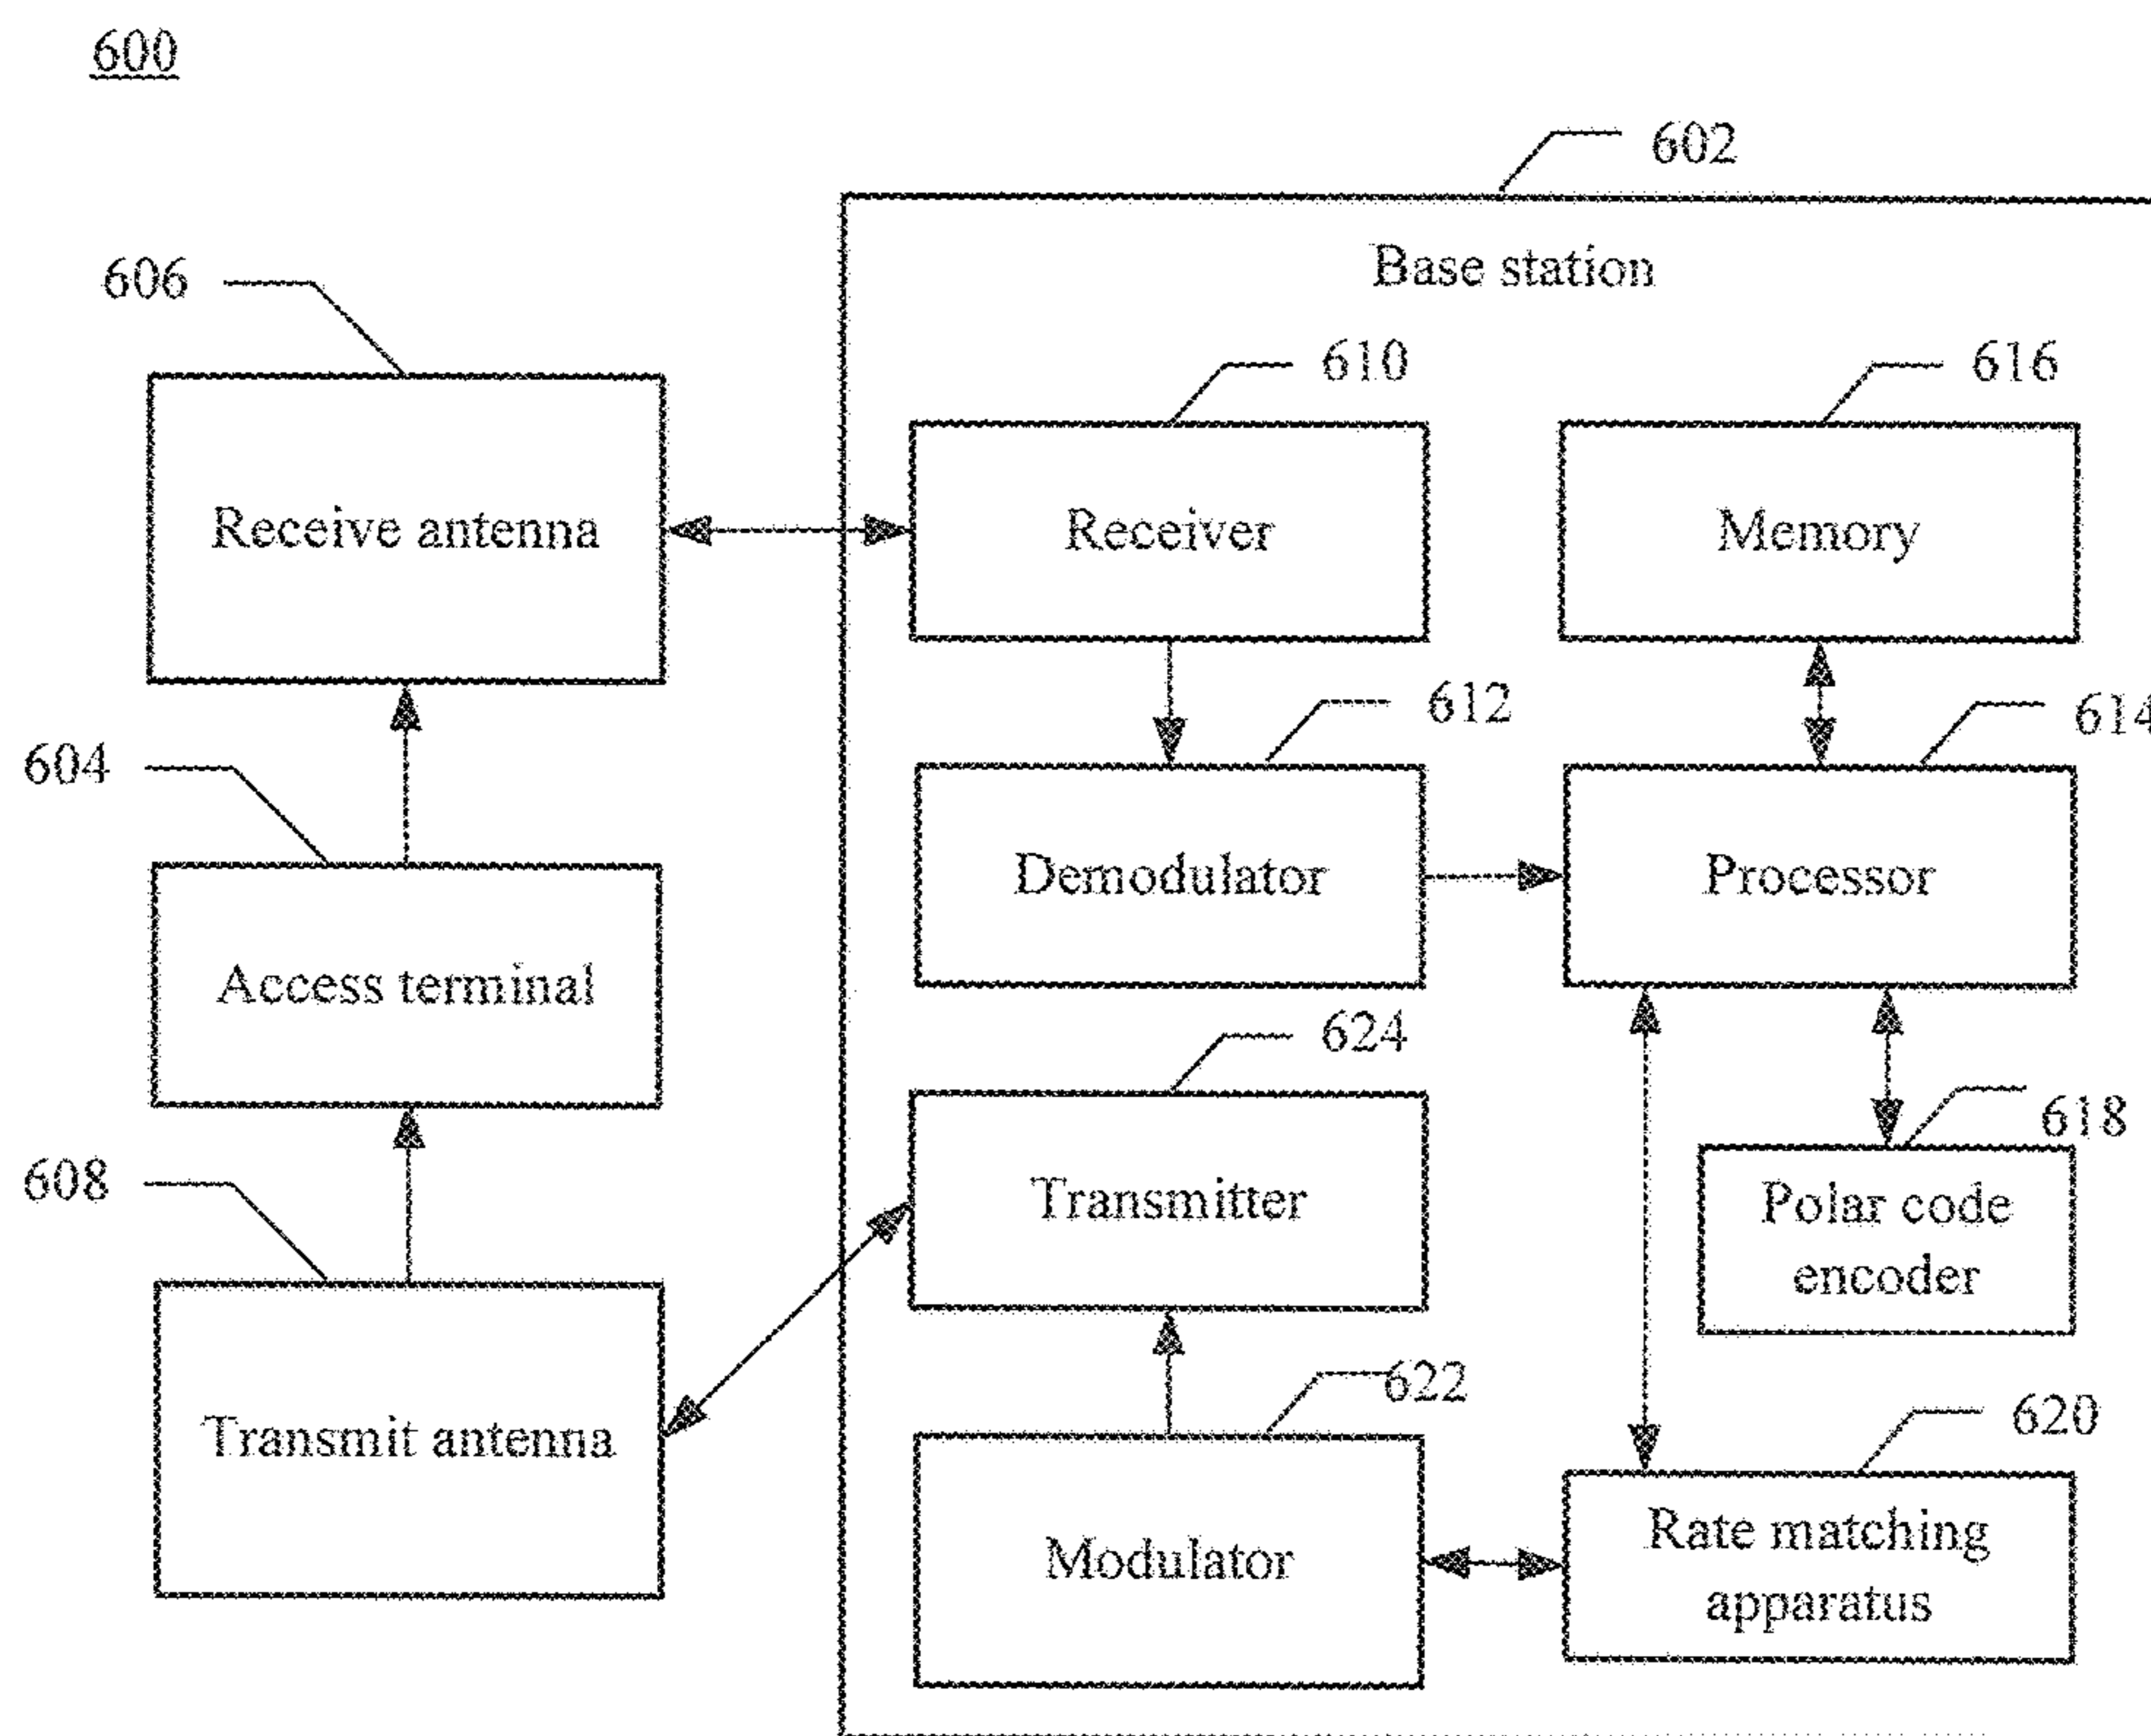 600
602
Base station
606
610
616
Receive antenna
Receiver
Memory
612
614
604
Demodulator
Processor
Access terminal
624
618
608
Transmitter
Polar code
encoder
622
620
Transmit antenna
Modulator
Rate matching
apparatus